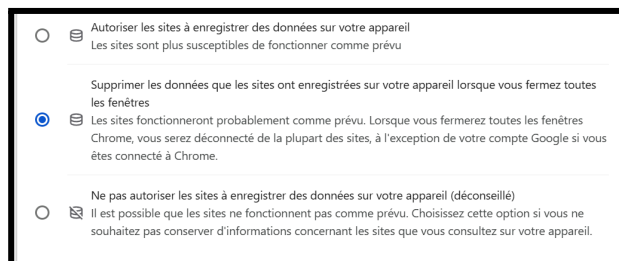 Autoriser les sites à enregistrer des données sur votre appareil
Les sites sont plus susceptibles de fonctionner comme prévu
Supprimer les données que les sites ont enregistrées sur votre appareil lorsque vous fermez toutes
les fenêtres
Les sites fonctionneront probablement comme prévu. Lorsque vous fermerez toutes les fenêtres
Chrome, vous serez déconnecté de la plupart des sites, à l'exception de votre compte Google si vous
êtes connecté à Chrome.
Ne pas autoriser les sites à enregistrer des données sur votre appareil (déconseillé)
Il est possible que les sites ne fonctionnent pas comme prévu. Choisissez cette option si vous ne
souhaitez pas conserver d'informations concernant les sites que vous consultez sur votre appareil.